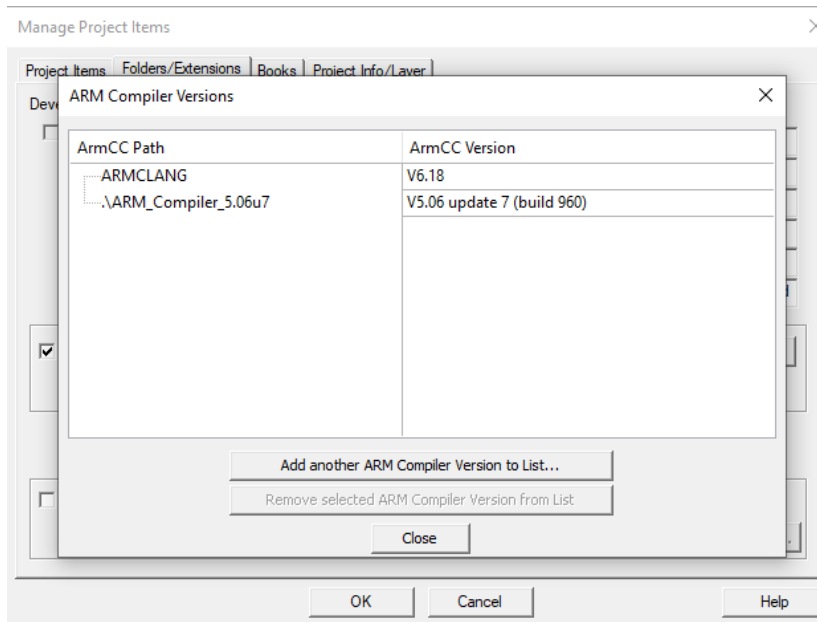 Manage Project Items
Project Items Folders/Extensions Books Project Info/Layer
ARM Compiler Versions
ArmCC Path ArmCC Version
ARMCLANG V6.18
.\ARM_Compiler_5.06u7 V5.06 update 7 (build 960)
Add another ARM Compiler Version to List...
Remove selected ARM Compiler Version from List
Close
OK Cancel Help